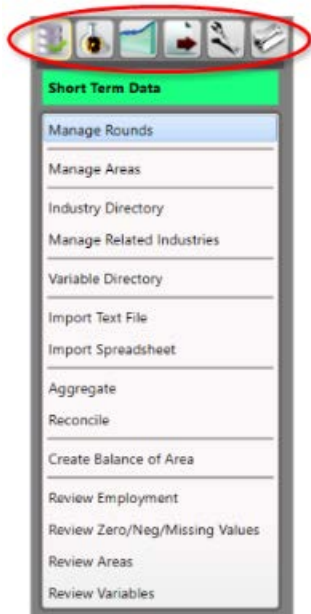 Short Term Data
Manage Rounds
Manage Areas
Industry Directory
Manage Related Industries
Variable Directory
Import Text File
Import Spreadsheet
Aggregate
Reconcile
Create Balance of Area
Review Employment
Review Zero/Neg/Missing Values
Review Areas
Review Variables